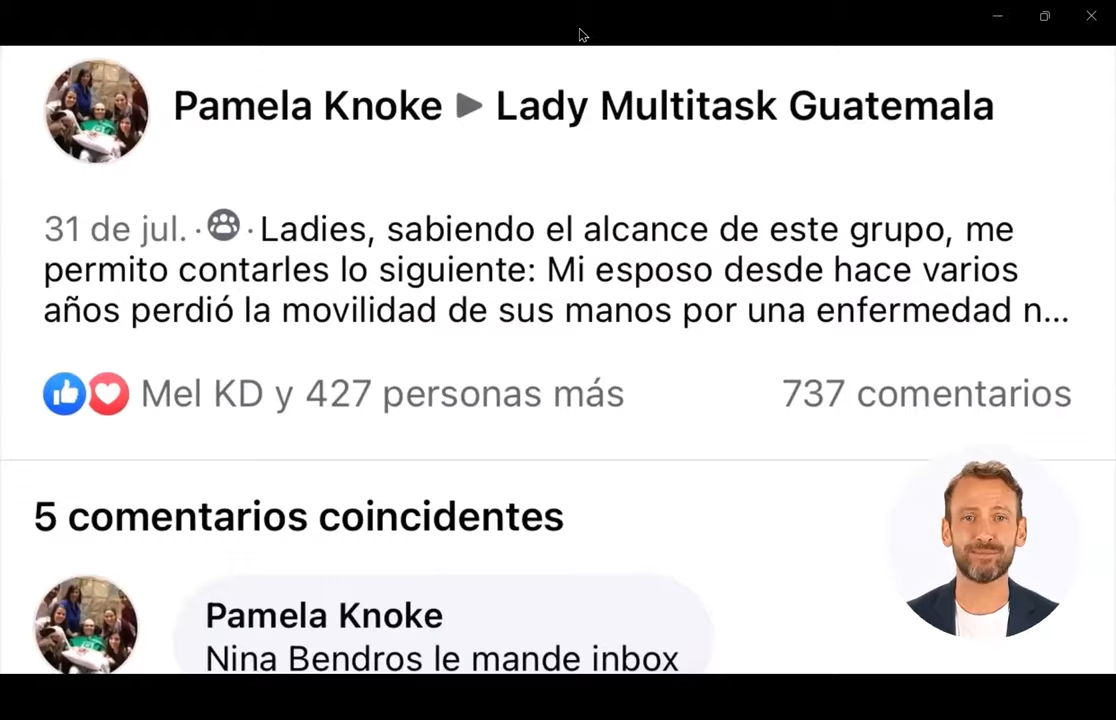 Pamela Knoke ▶ Lady Multitask Guatemala
31 de jul. · · Ladies, sabiendo el alcance de este grupo, me
permito contarles lo siguiente: Mi esposo desde hace varios
años perdió la movilidad de sus manos por una enfermedad n...
Mel KD y 427 personas más 737 comentarios
5 comentarios coincidentes
Pamela Knoke
Nina Bendros le mande inbox